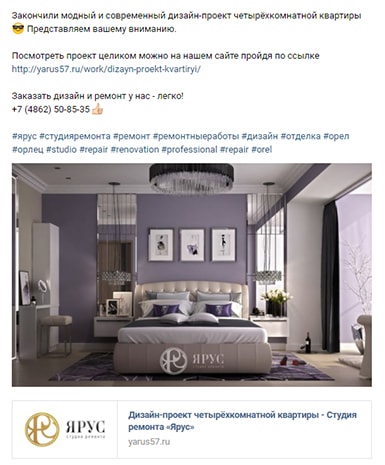 Закончили модный и современный дизайн-проект четырёхкомнатной квартиры
😎 Представляем вашему вниманию.
Посмотреть проект целиком можно на нашем сайте пройдя по ссылке
http://yarus57.ru/work/dizayn-proekt-kvartiryi/
Заказать дизайн и ремонт у нас - легко!
+7 (4862) 50-85-35 👍
#ярус #студияремонта #ремонт #ремонтныеработы #дизайн #отделка #орел
#орлец #studio #repair #renovation #professional #repair #orel
ЯРУС
СТУДИЯ РЕМОНТА
ЯРУС
СТУДИЯ РЕМОНТА
Дизайн-проект четырёхкомнатной квартиры - Студия
ремонта «Ярус»
yarus57.ru